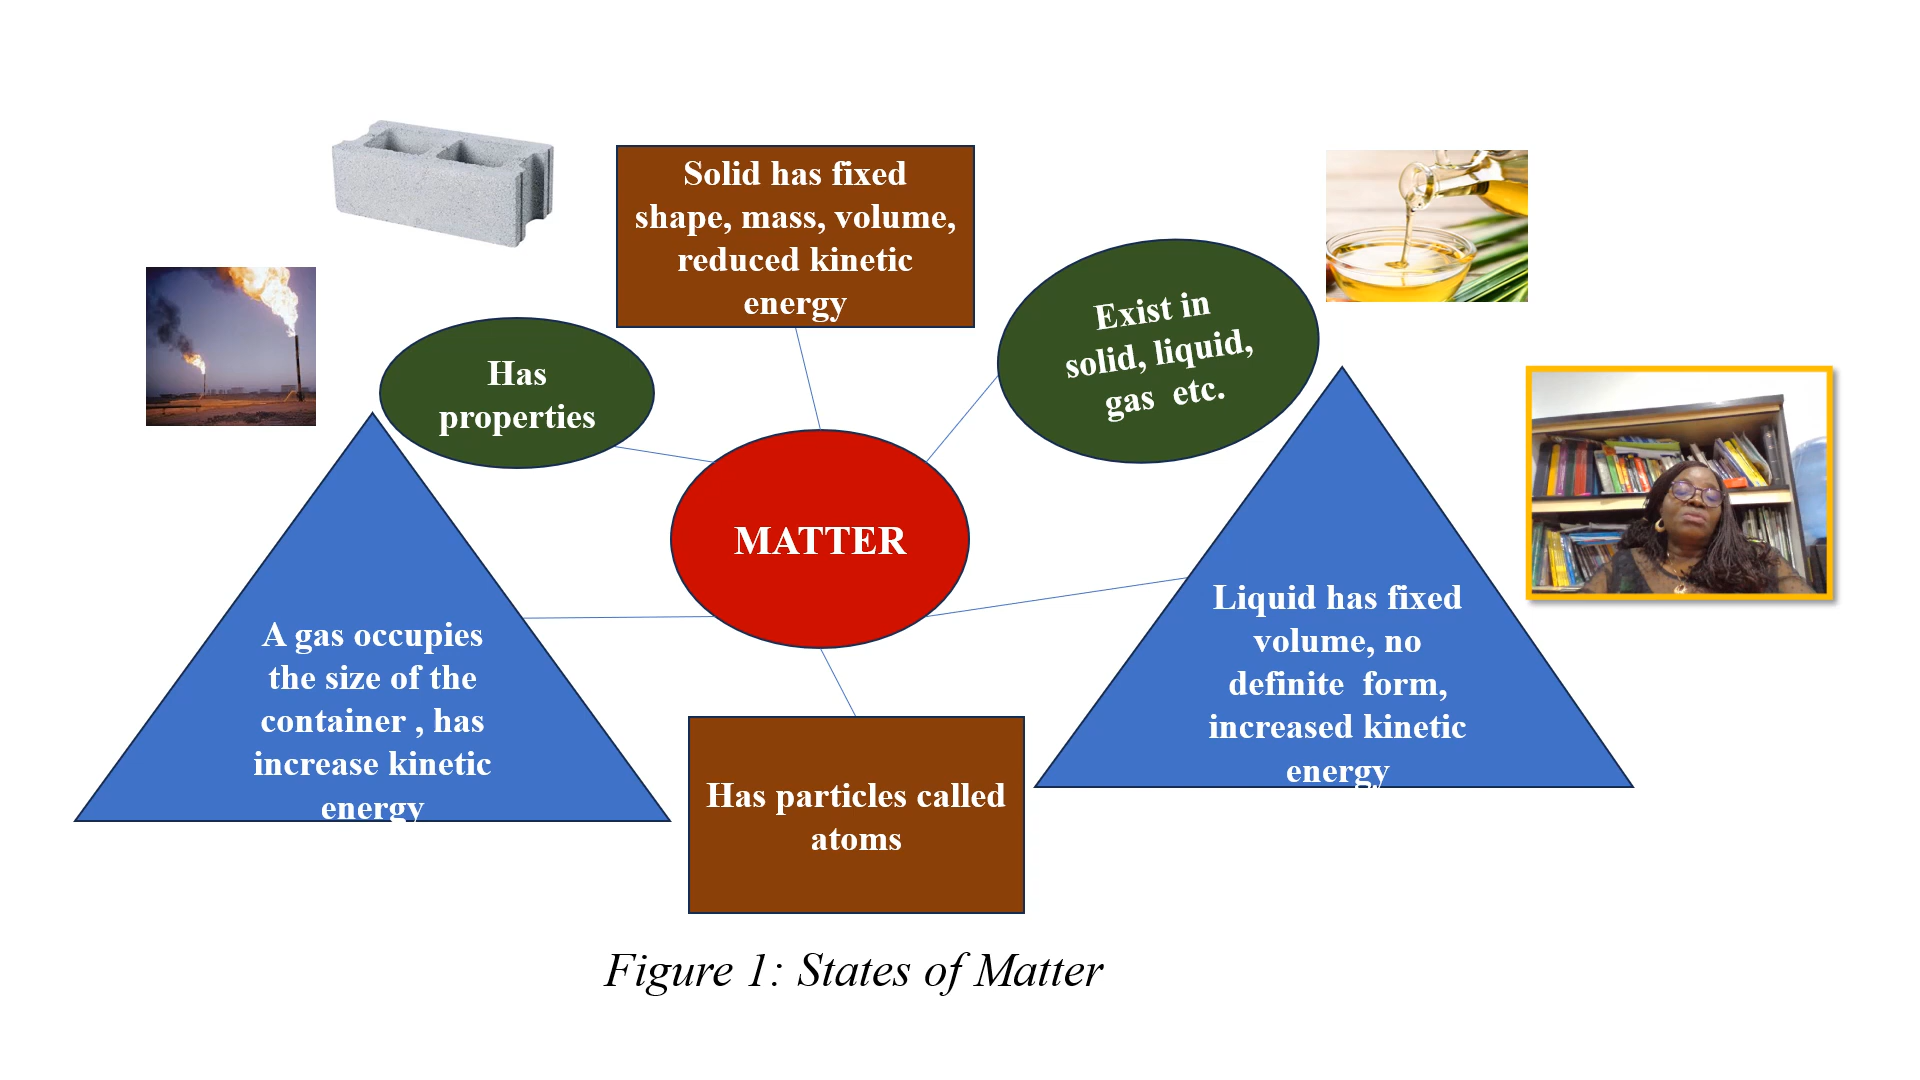 Solid has fixed
shape, mass, volume,
reduced kinetic
energy
Exist in
solid, liquid,
gas  etc.
Has
properties
MATTER
A gas occupies
the size of the
container , has
increase kinetic
energy
Liquid has fixed
volume, no
definite  form,
increased kinetic
energy
Has particles called
atoms
Figure 1: States of Matter